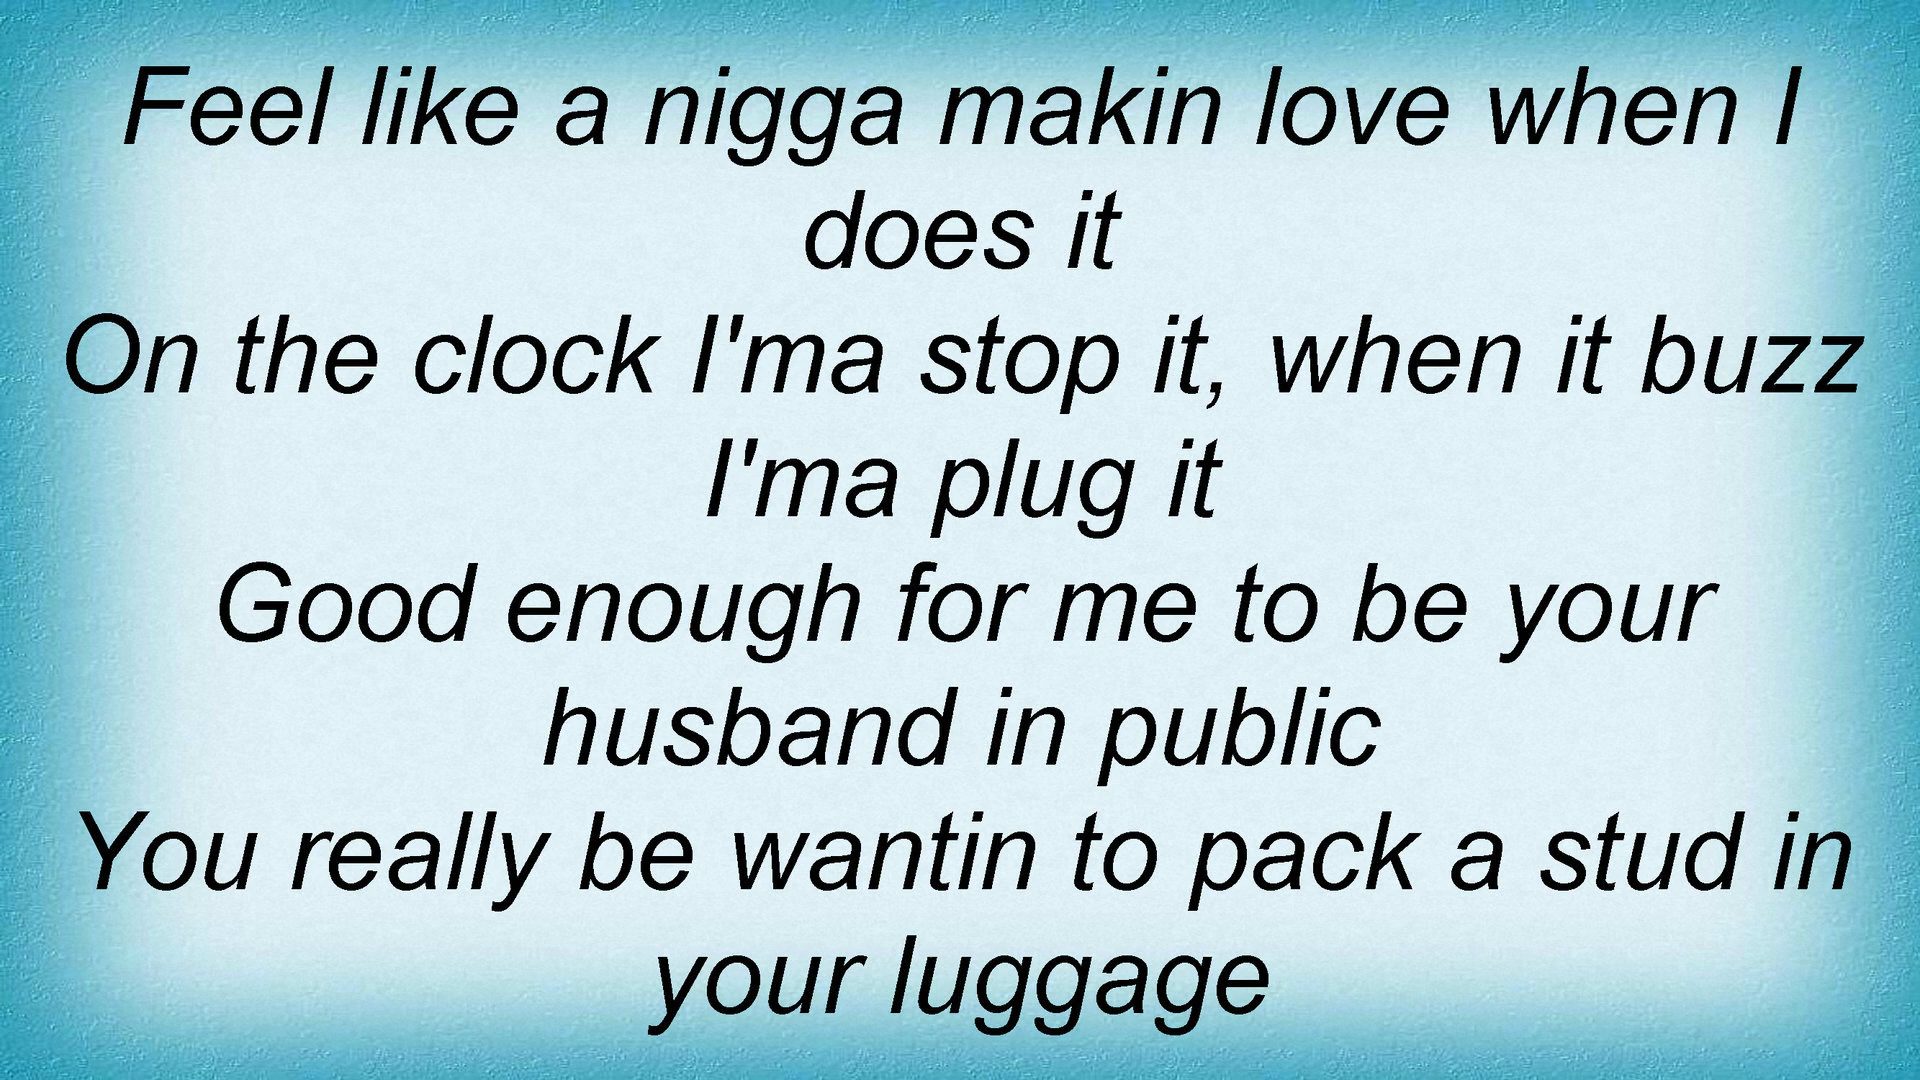 Feel like a nigga makin love when I
does it
On the clock I'ma stop it, when it buzz
I'ma plug it
Good enough for me to be your
husband in public
You really be wantin to pack a stud in
your luggage